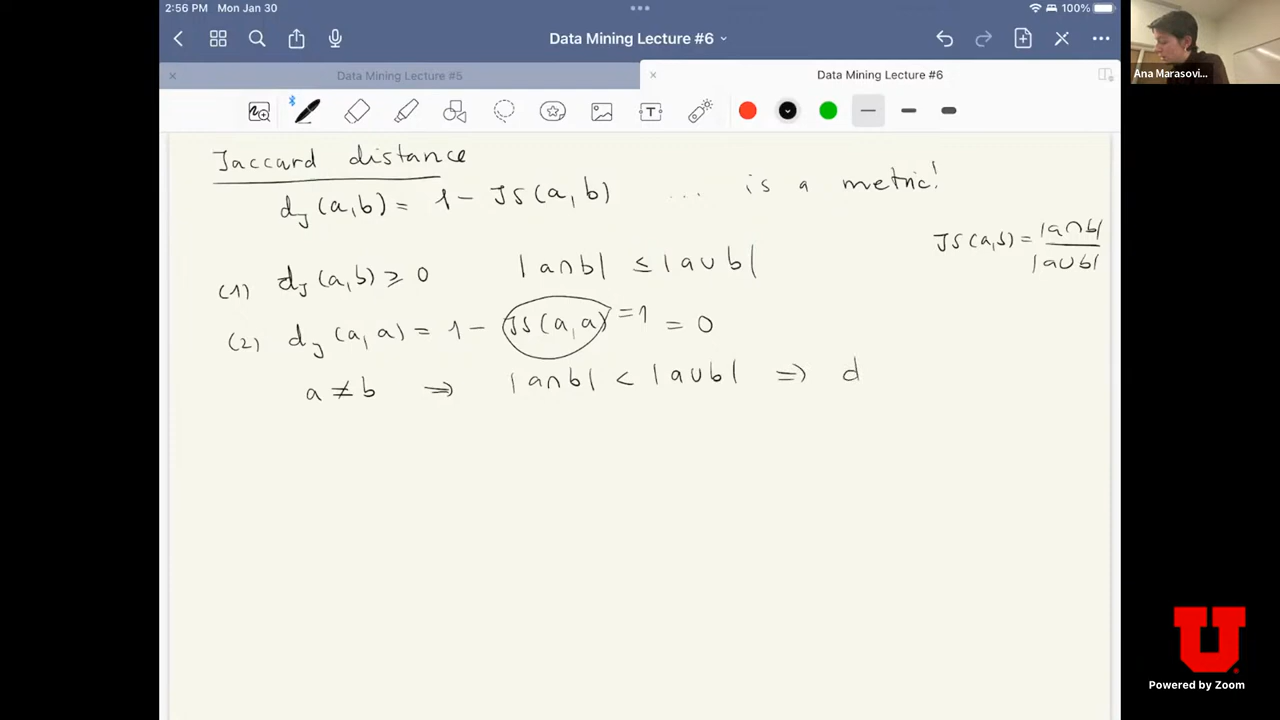 2:56 PM Mon Jan 30
100%
Data Mining Lecture #6
Ana Marasovi...
Data Mining Lecture #5
Data Mining Lecture #6
Jaccard distance
dJ(a,b) = 1 - JS(a,b) ... is a metric!
JS(a,b) = |a∩b| / |a∪b|
(1) dJ(a,b) ≥ 0 |a∩b| ≤ |a∪b|
(2) dJ(a,a) = 1 - JS(a,a) = 1 = 0
a ≠ b ⇒ |a∩b| < |a∪b| ⇒ d
U
Powered by Zoom